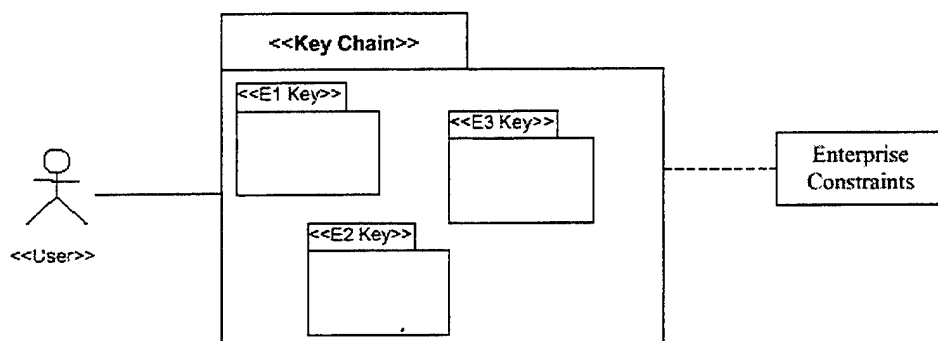 <<Key Chain>>
<<E1 Key>>
<<E3 Key>>
Enterprise
Constraints
<<E2 Key>>
<<User>>